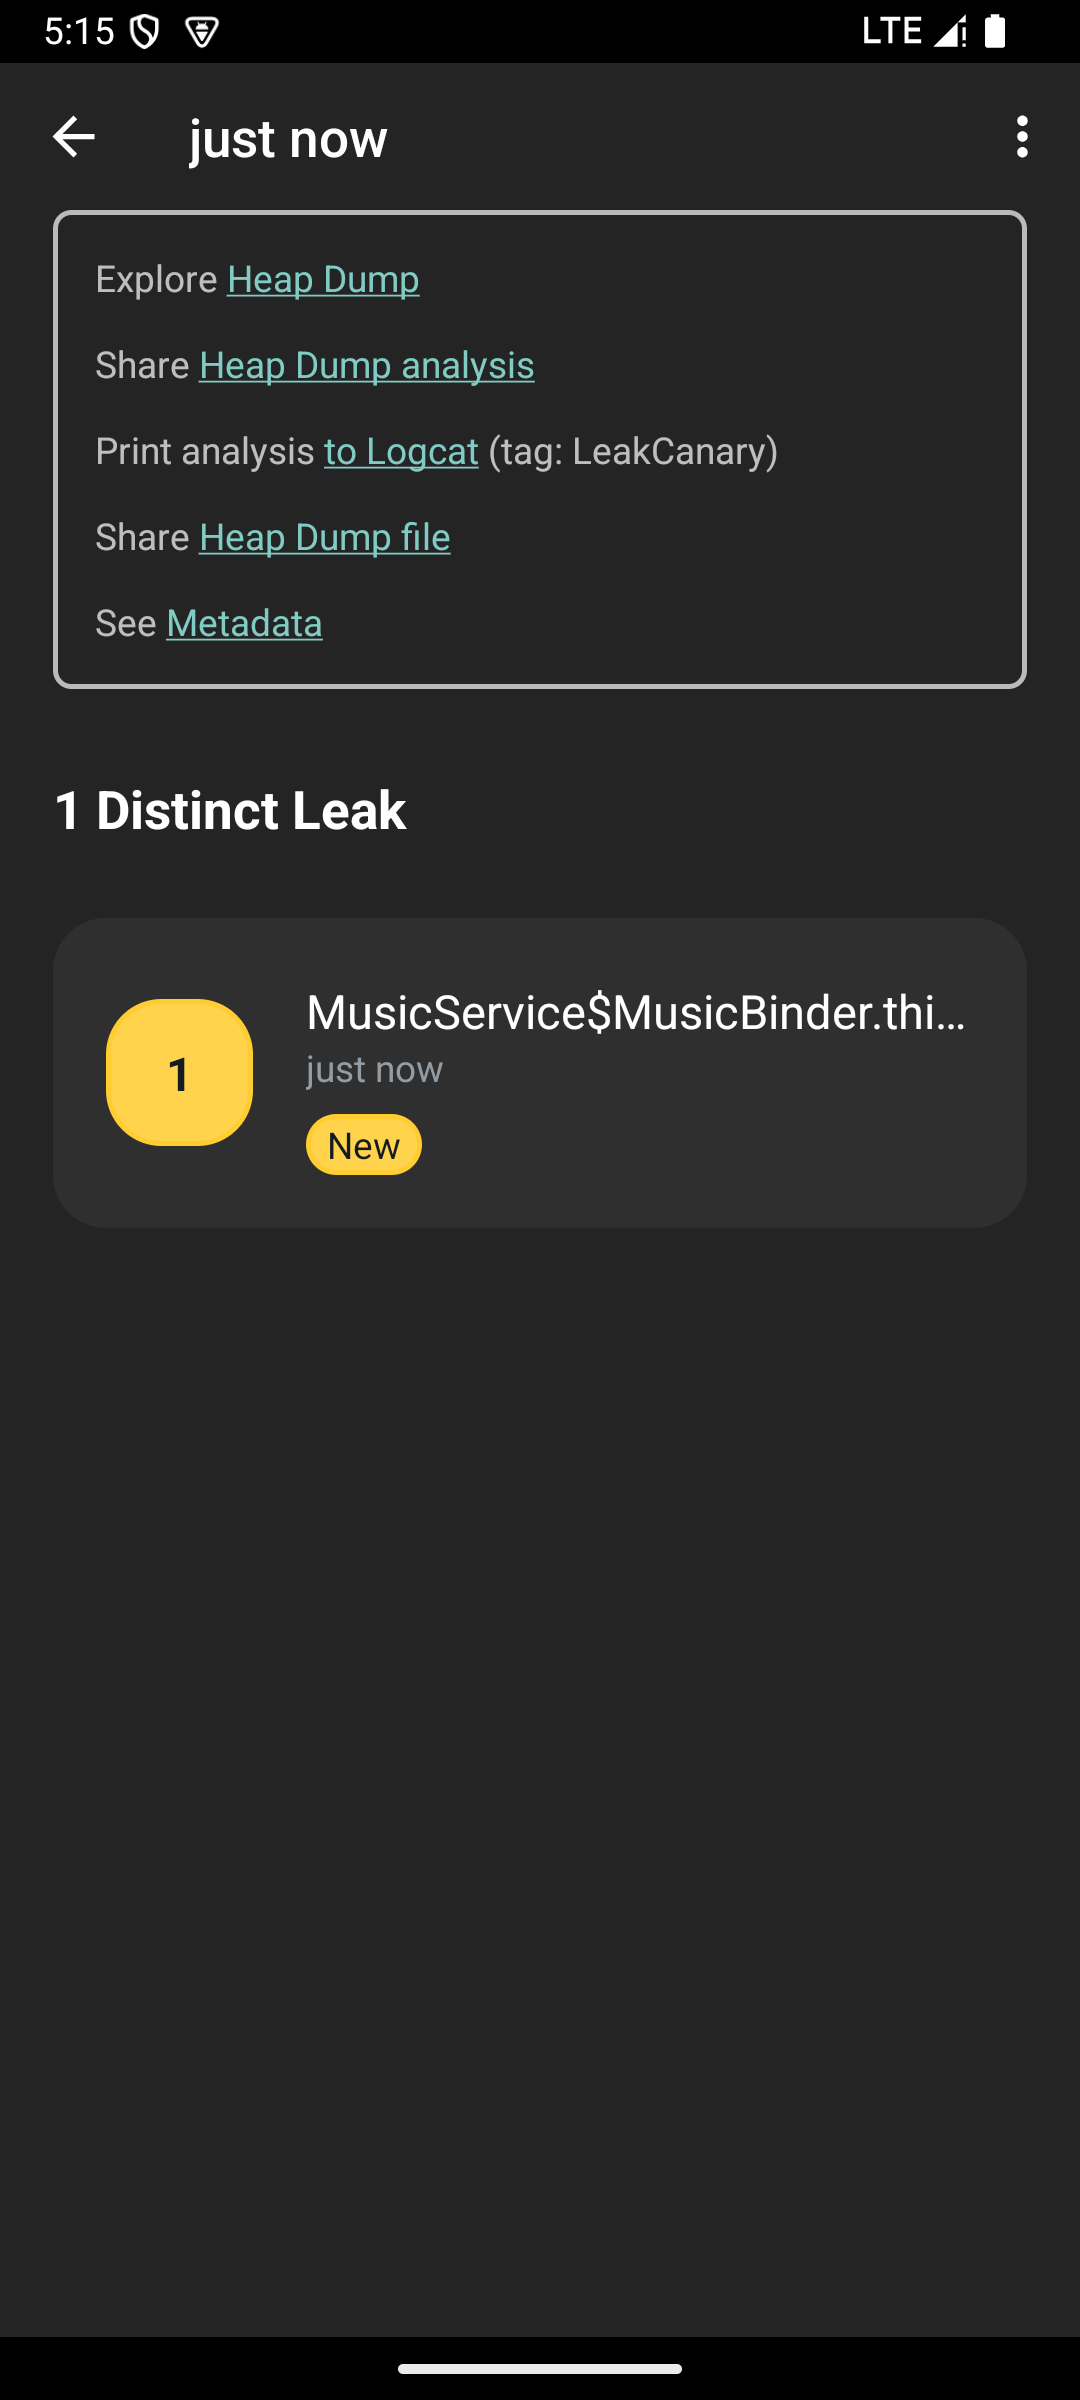 5:15 LTE
just now
Explore Heap Dump
Share Heap Dump analysis
Print analysis to Logcat (tag: LeakCanary)
Share Heap Dump file
See Metadata
1 Distinct Leak
1
MusicService$MusicBinder.thi...
just now
New